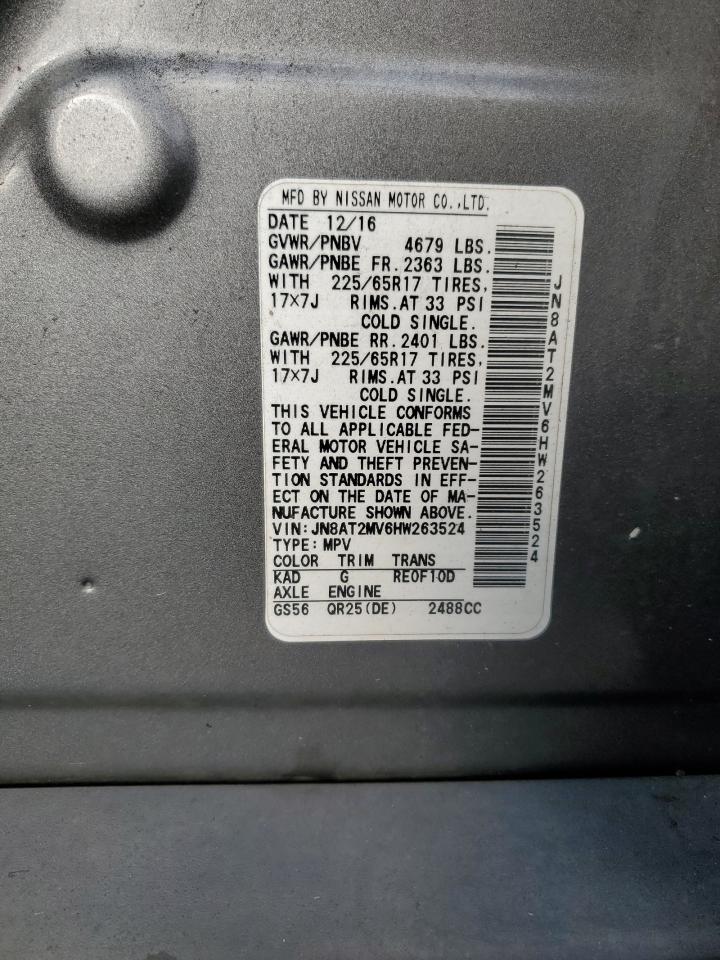 MFD BY NISSAN MOTOR CO.,LTD.
DATE 12/16
GVWR/PNBV 4679 LBS.
GAWR/PNBE FR. 2363 LBS.
WITH 225/65R17 TIRES,
17×7J RIMS.AT 33 PSI
COLD SINGLE.
GAWR/PNBE RR. 2401 LBS.
WITH 225/65R17 TIRES,
17×7J RIMS.AT 33 PSI
COLD SINGLE.
THIS VEHICLE CONFORMS
TO ALL APPLICABLE FED-
ERAL MOTOR VEHICLE SA-
FETY AND THEFT PREVEN-
TION STANDARDS IN EFF-
ECT ON THE DATE OF MA-
NUFACTURE SHOWN ABOVE.
VIN:JN8AT2MV6HW263524
TYPE:MPV
COLOR TRIM TRANS
KAD G RE0F10D
AXLE ENGINE
GS56 QR25(DE) 2488CC
JN8AT2MV6HW263524